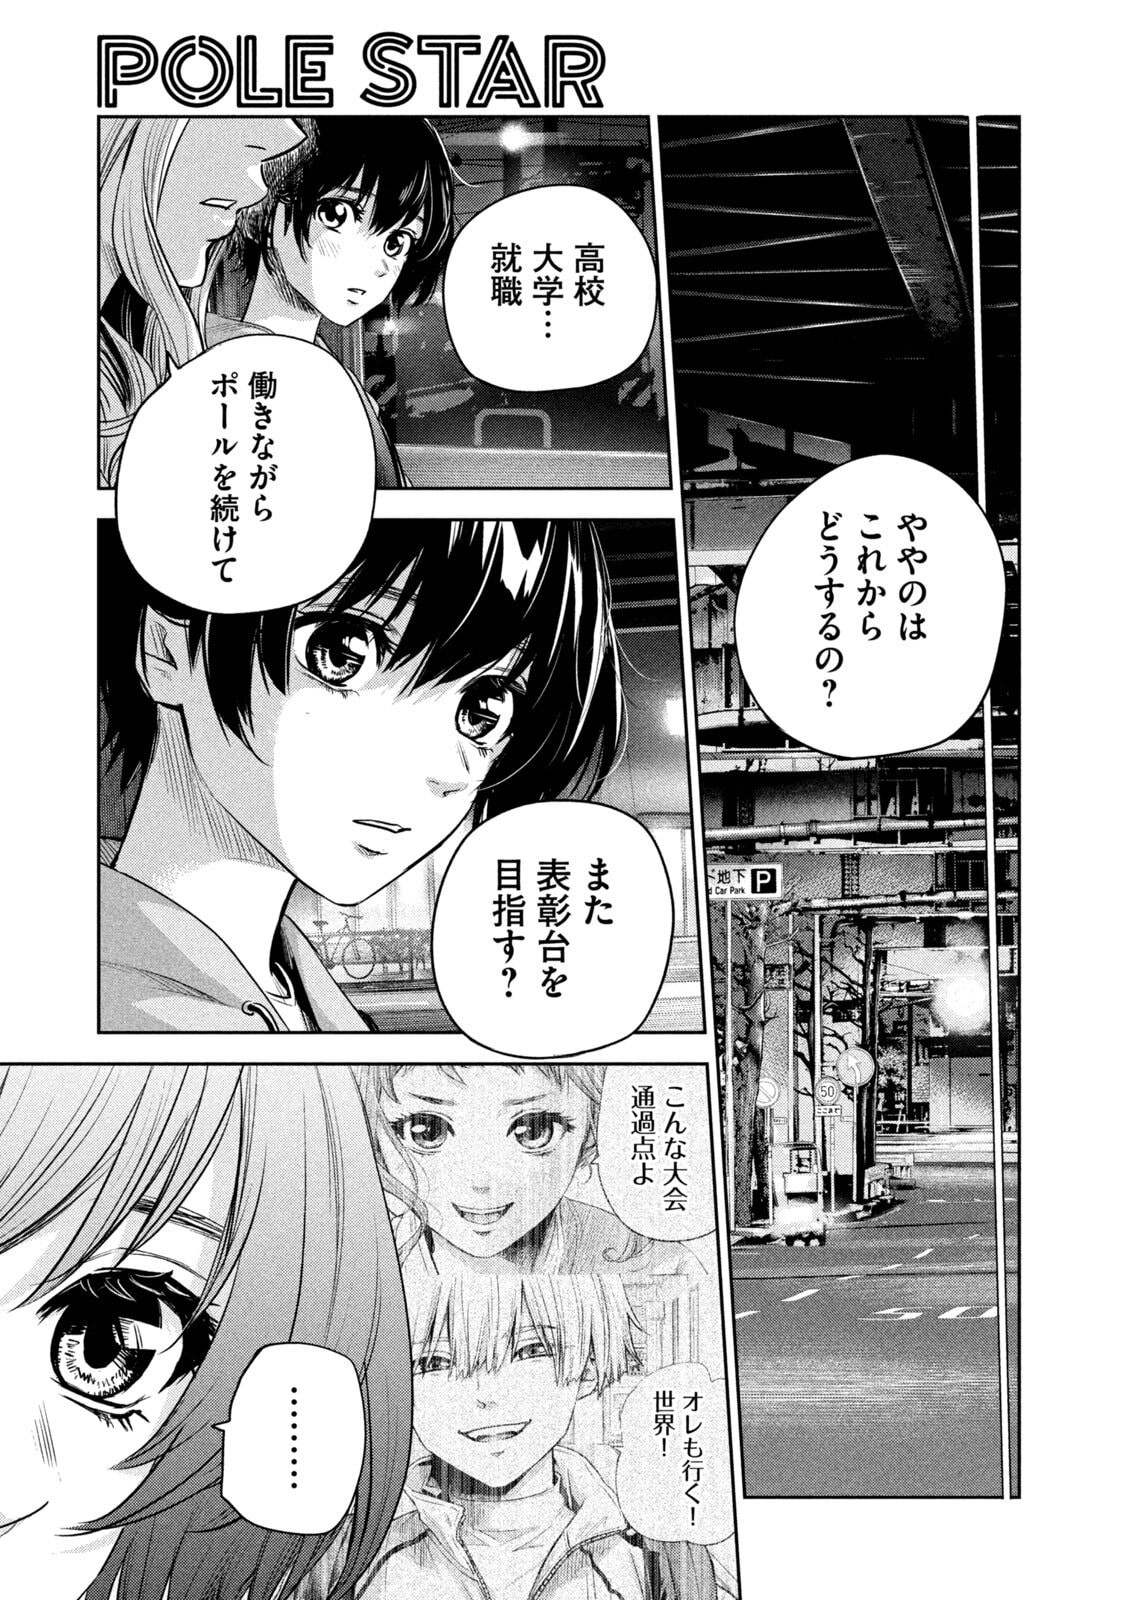 POLE STAR
ややのは
これから
どうするの？
ド地下
d Car Park
P
50
ここまで
50
高校
大学…
就職
働きながら
ポールを続けて
また
表彰台を
目指す？
こんな大会
通過点よ
オレも行く！
世界！
………